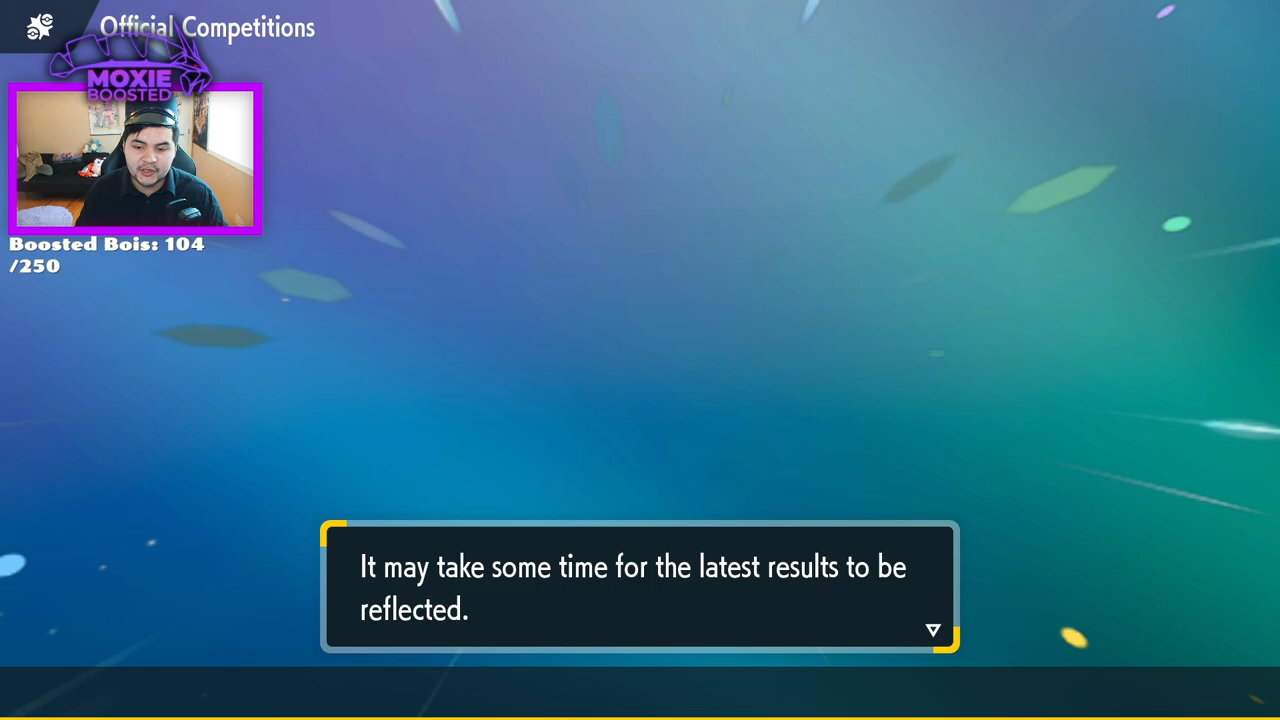 Official Competitions
MOXIE
BOOSTED
Boosted Bois: 104
/250
It may take some time for the latest results to be
reflected.